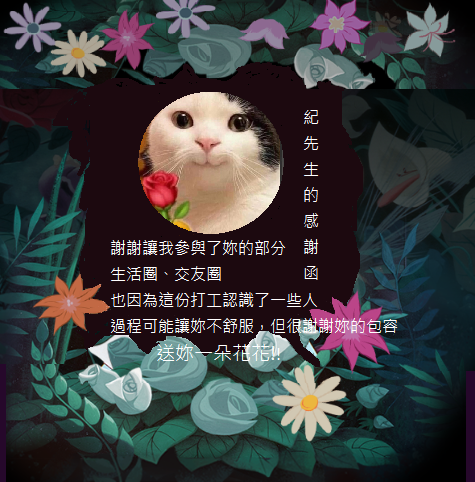 紀先生的感謝函
謝謝讓我參與了妳的部分
生活圈、交友圈
也因為這份打工認識了一些人
過程可能讓妳不舒服，但很謝謝妳的包容
送妳一朵花花!!